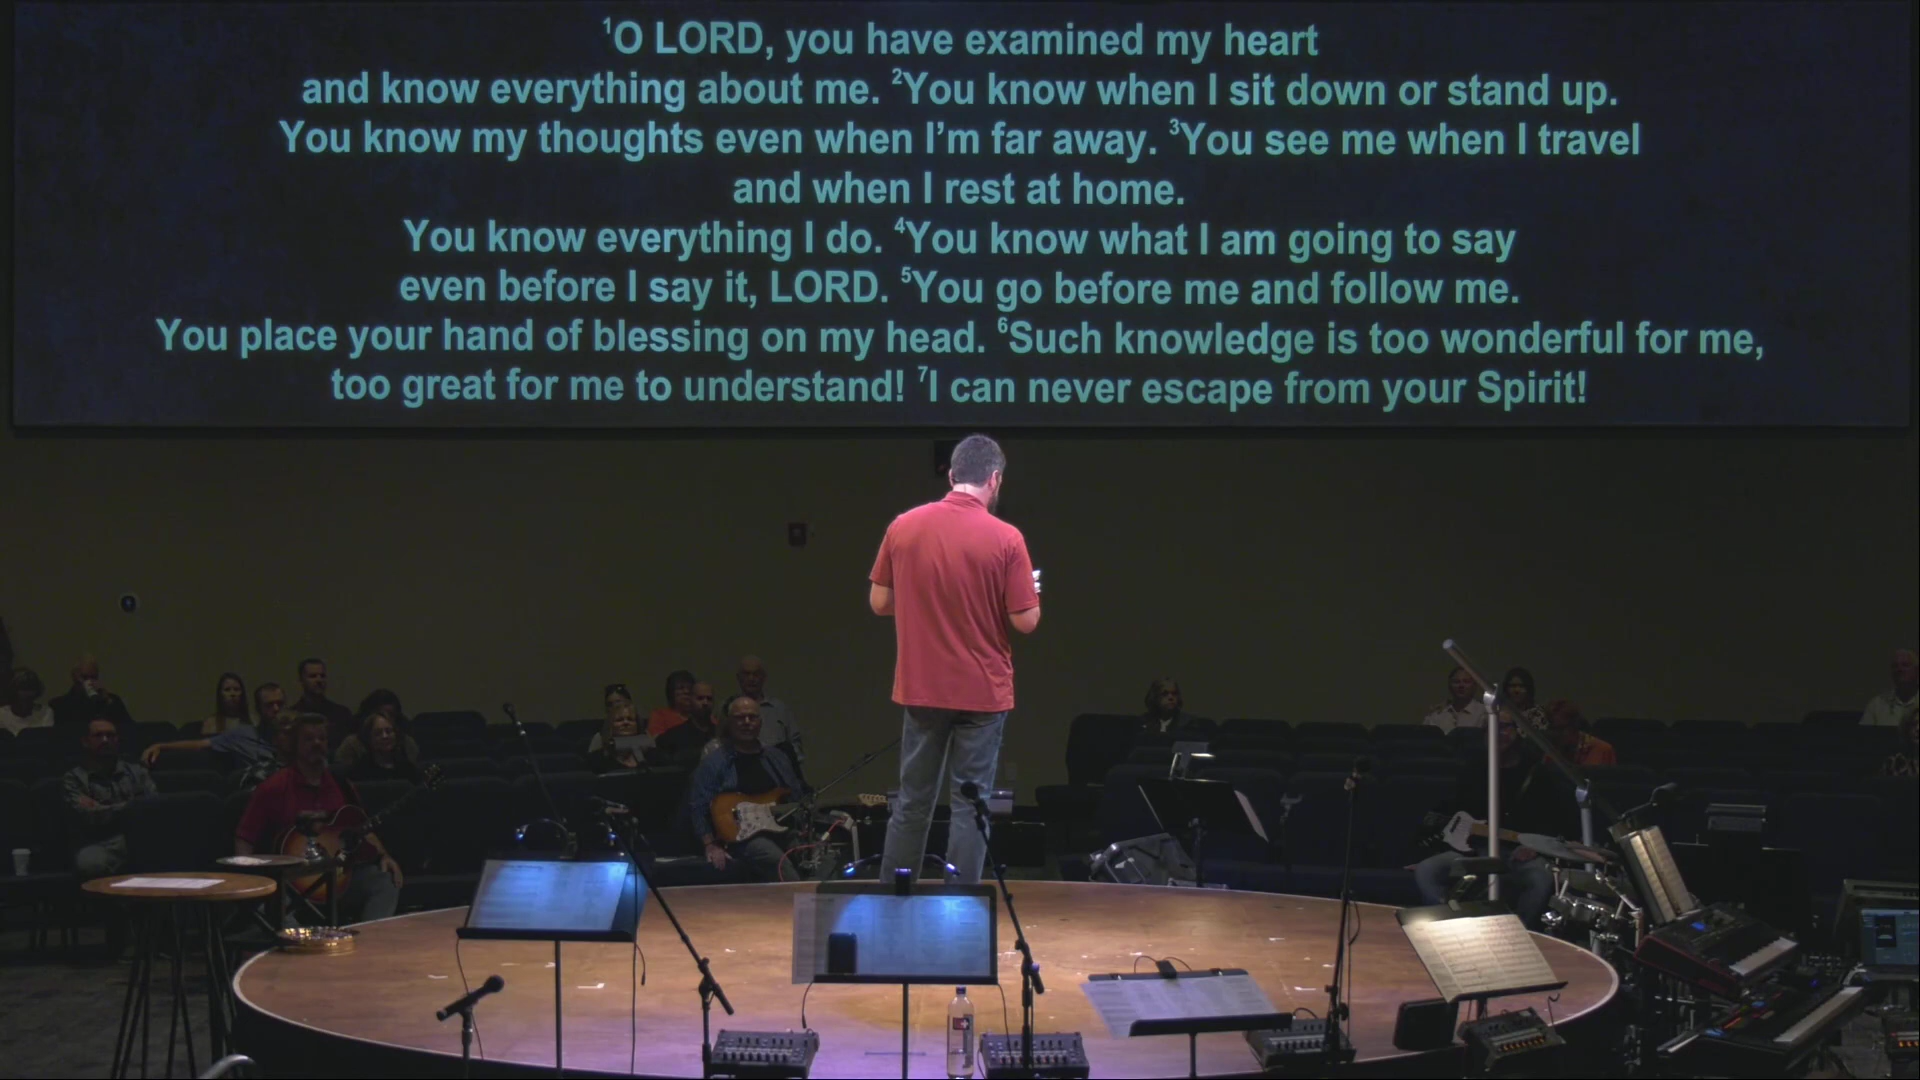 ¹O LORD, you have examined my heart
and know everything about me. ²You know when I sit down or stand up.
You know my thoughts even when I’m far away. ³You see me when I travel
and when I rest at home.
You know everything I do. ⁴You know what I am going to say
even before I say it, LORD. ⁵You go before me and follow me.
You place your hand of blessing on my head. ⁶Such knowledge is too wonderful for me,
too great for me to understand! ⁷I can never escape from your Spirit!